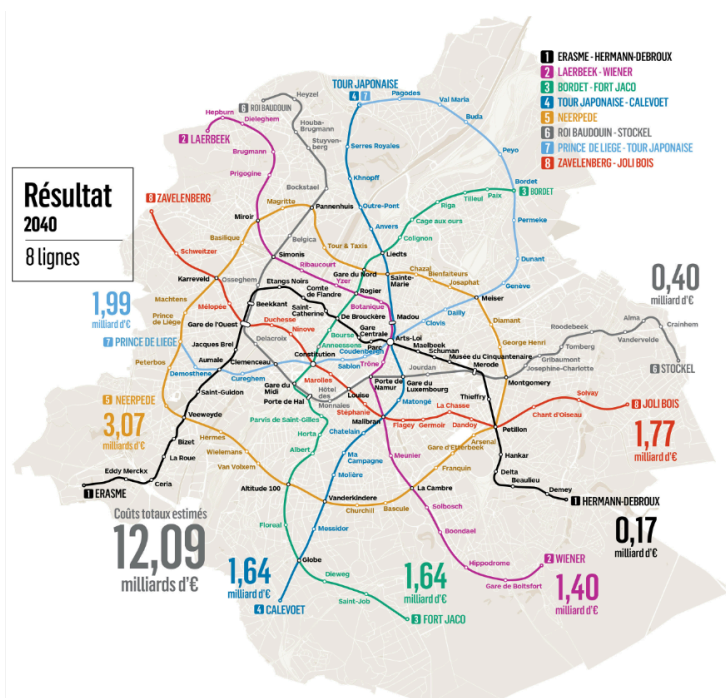 1 ERASME - HERMANN-DEBROUX
2 LAERBEEK - WIENER
3 BORDET - FORT JACO
4 TOUR JAPONAISE - CALEVOET
5 NEERPEDE
6 ROI BAUDOUIN - STOCKEL
7 PRINCE DE LIEGE - TOUR JAPONAISE
8 ZAVELENBERG - JOLI BOIS
Résultat
2040
8 lignes
TOUR JAPONAISE
4 7
Pagodes
Val Maria
Buda
Peyo
Bordet
3 BORDET
Permeke
Dunant
Genève
6 ROI BAUDOUIN
Heyzel
Houba-
Brugmann
Stuyven-
berg
Bockstael
Pannenhuis
Belgica
Simonis
Osseghem
Hepburn
Dieleghem
2 LAERBEEK
Brugmann
Prigogine
Miroir
Magritte
Serres Royales
Khnopff
Outre-Pont
Anvers
Liedts
Colignon
Cage aux ours
Riga
Tilleul
Paix
8 ZAVELENBERG
Schweitzer
Basilique
Karreveld
Tour & Taxis
Ribaucourt
Yzer
Gare du Nord
Rogier
Sainte-
Marie
Chazal
Bienfaiteurs
Josaphat
Meiser
Diamant
George Henri
Botanique
Madou
Clovis
Dailly
Etangs Noirs
Comte
de Flandre
Saint-
Catherine
De Brouckère
Gare
Centrale
Parc
Arts-Loi
Maelbeek
Schuman
Musée du Cinquantenaire
Merode
Montgomery
Beekkant
Gare de l'Ouest
Mélopée
Duchesse
Ninove
Bourse
Anneessens
Coudenberg
Sablon
Trône
Machtens
Prince
de Liège
1,99
milliard d'€
7 PRINCE DE LIEGE
Peterbos
Jacques Brel
Aumale
Demosthene
Cureghem
Delacroix
Clemenceau
Constitution
Saint-Guidon
Gare du
Midi
Porte de Hal
Hôtel
des
Monnaies
Marolles
Louise
Stéphanie
Porte de
Namur
Gare du
Luxembourg
Jourdan
Matongé
Malibran
Flagey
Germoir
La Chasse
Dandoy
Thieffry
Petillon
Arsenal
Gare d'Etterbeek
Franquin
Hankar
Delta
Beaulieu
Demey
1 HERMANN-DEBROUX
0,17
milliard d'€
0,40
milliard d'€
Joséphine-Charlotte
Gribaumont
Tomberg
Roodebeek
Vandervelde
Alma
Crainhem
6 STOCKEL
Chant d'Oiseau
Solvay
8 JOLI BOIS
1,77
milliard d'€
5 NEERPEDE
3,07
milliards d'€
Veeweyde
Bizet
La Roue
Coria
Eddy Merckx
1 ERASME
Hermes
Wielemans
Van Volxem
Altitude 100
Parvis de Saint-Gilles
Horta
Albert
Chatelain
Ma
Campagne
Molière
Vanderkindere
Churchill
Bascule
La Cambre
Meunier
Solbosch
Boondael
Hippodrome
Gare de Boitsfort
2 WIENER
1,40
milliard d'€
Floreal
Messidor
Globe
Dieweg
Saint-Job
3 FORT JACO
1,64
milliard d'€
4 CALEVOET
1,64
milliard d'€
Coûts totaux estimés
12,09
milliards d'€